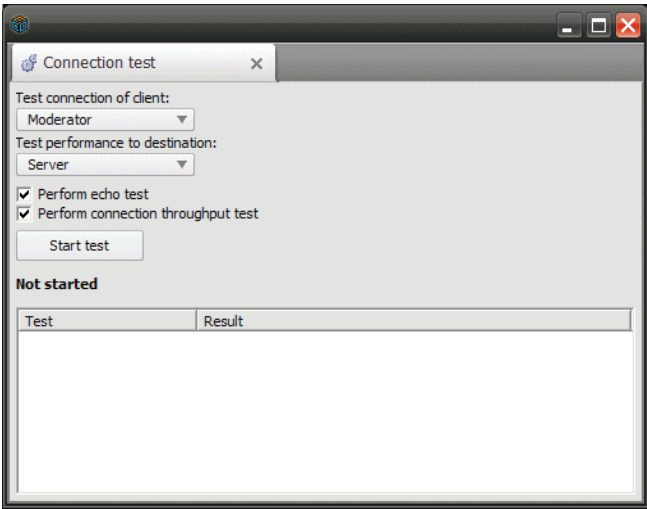 Connection test
Test connection of client:
Moderator
Test performance to destination:
Server
Perform echo test
Perform connection throughput test
Start test
Not started
Test Result